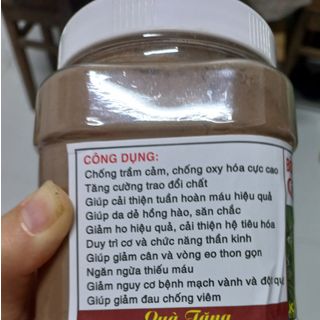 CÔNG DỤNG:
Chống trầm cảm, chống oxy hóa cực cao
Tăng cường trao đổi chất
Giúp cải thiện tuần hoàn máu hiệu quả
Giúp da dẻ hồng hào, săn chắc
Giảm ho hiệu quả, cải thiện hệ tiêu hóa
Duy trì cơ và chức năng thần kinh
Giúp giảm cân và vòng eo thon gọn
Ngăn ngừa thiếu máu
Giảm nguy cơ bệnh mạch vành và đột quỵ
Giúp giảm đau chống viêm
Quà Tặng